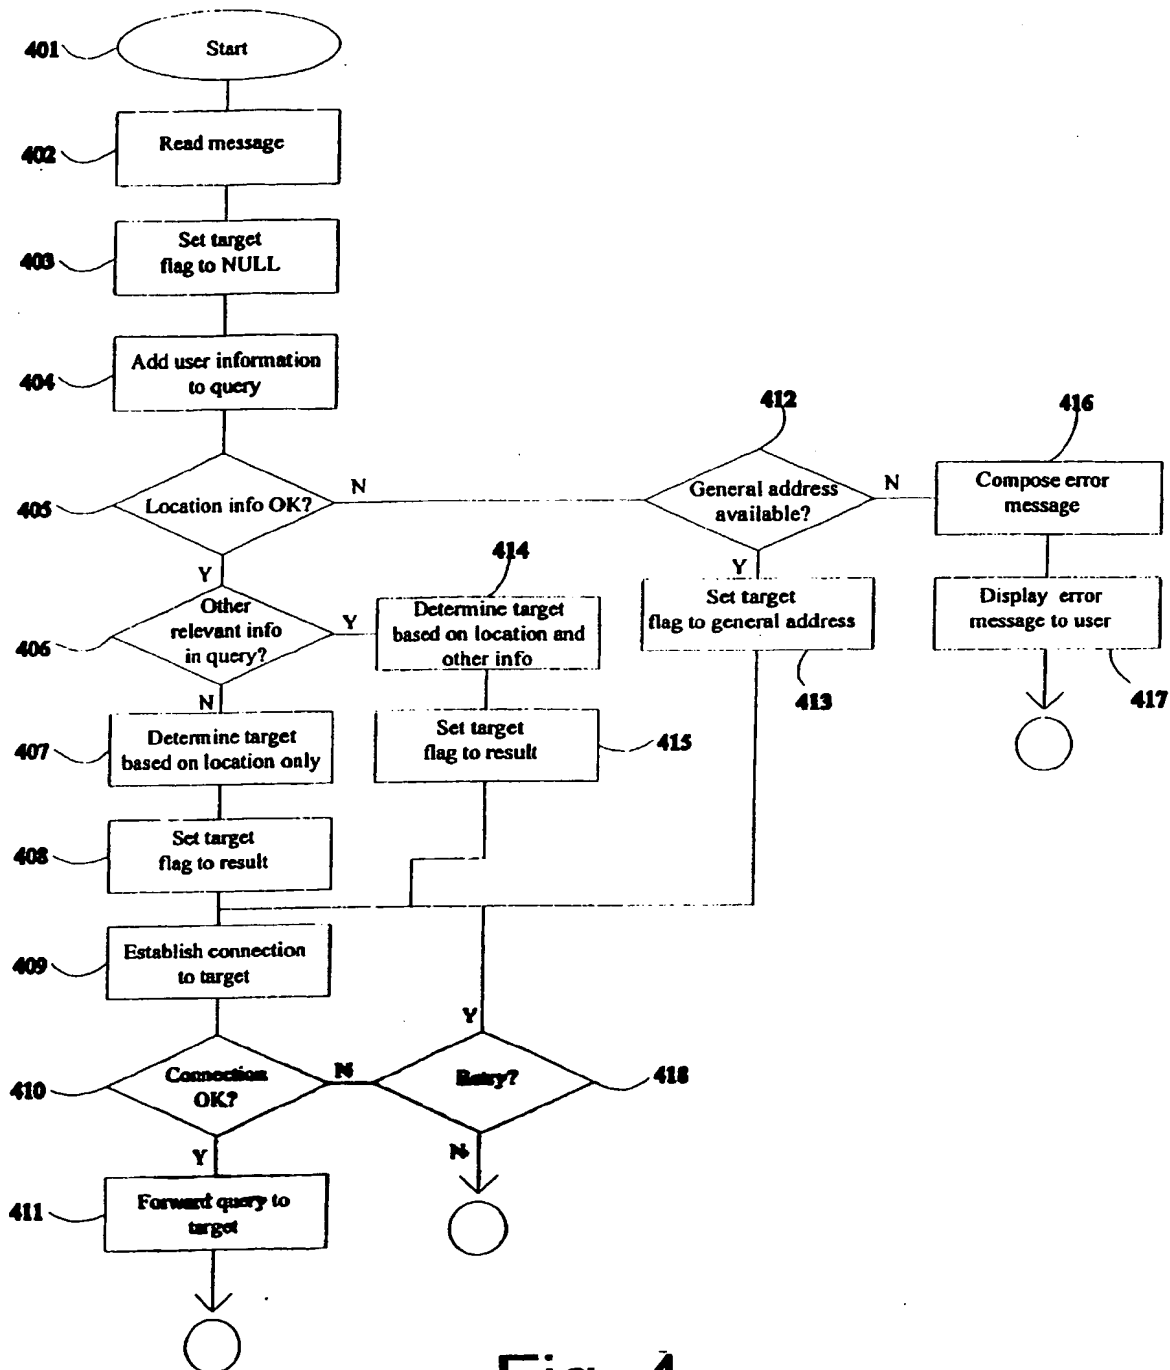 401
Start
402
Read message
403
Set target
flag to NULL
404
Add user information
to query
405
Location info OK?
N
412
General address
available?
N
416
Compose error
message
Y
Y
414
406
Other
relevant info
in query?
Y
Determine target
based on location and
other info
Set target
flag to general address
413
Display error
message to user
417
N
407
Determine target
based on location only
Set target
flag to result
415
408
Set target
flag to result
409
Establish connection
to target
410
Connection
OK?
N
Y
Retry?
418
N
Y
411
Forward query to
target
Fig. 4